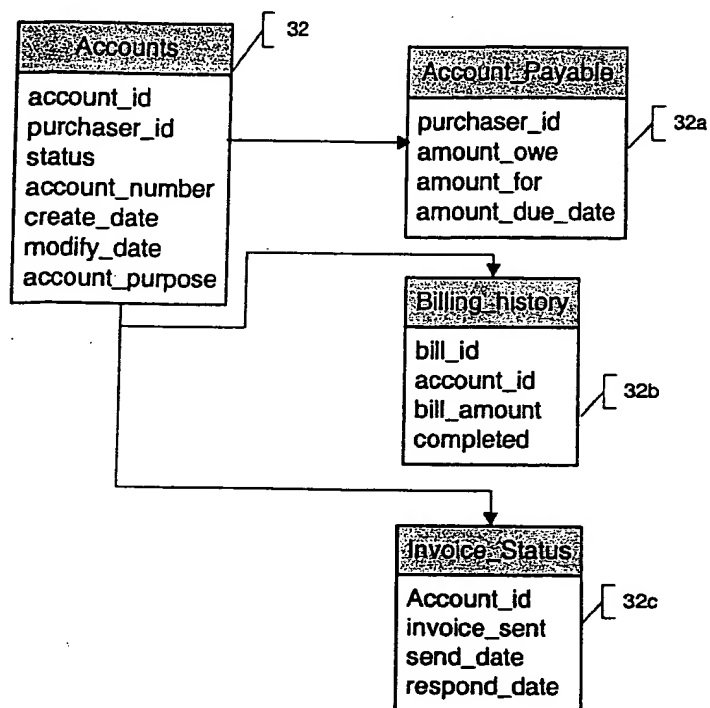 Accounts
32
account_id
purchaser_id
status
account_number
create_date
modify_date
account_purpose
Account_Payable
32a
purchaser_id
amount_owe
amount_for
amount_due_date
Billing_history
bill_id
account_id
bill_amount
completed
32b
Invoice_Status
Account_id
invoice_sent
send_date
respond_date
32c